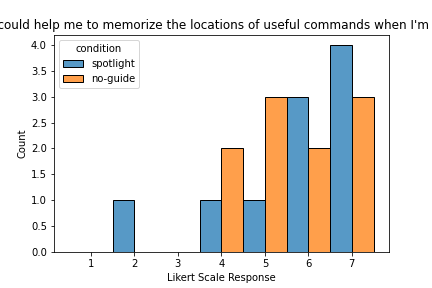 could help me to memorize the locations of useful commands when I'm
condition
spotlight
no-guide
4.0
3.5
3.0
2.5
2.0
1.5
1.0
0.5
0.0
Count
1 2 3 4 5 6 7
Likert Scale Response